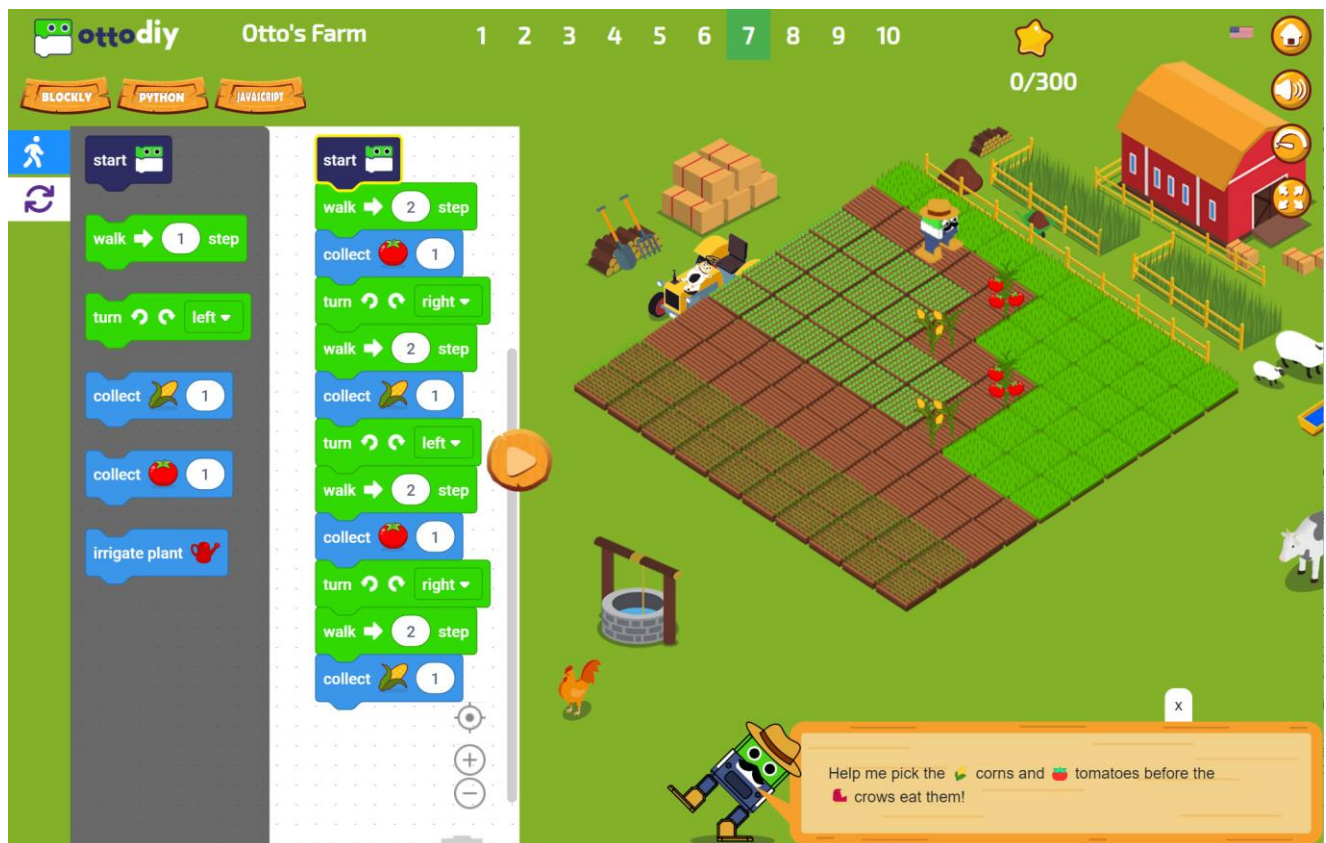 ottodiy
Otto's Farm
1 2 3 4 5 6 7 8 9 10
0/300
BLOCKLY
PYTHON
JAVASCRIPT
start
walk 1 step
turn left
collect 1
collect 1
irrigate plant
start
walk 2 step
collect 1
turn right
walk 2 step
collect 1
turn left
walk 2 step
collect 1
turn right
walk 2 step
collect 1
x
Help me pick the corns and tomatoes before the
crows eat them!